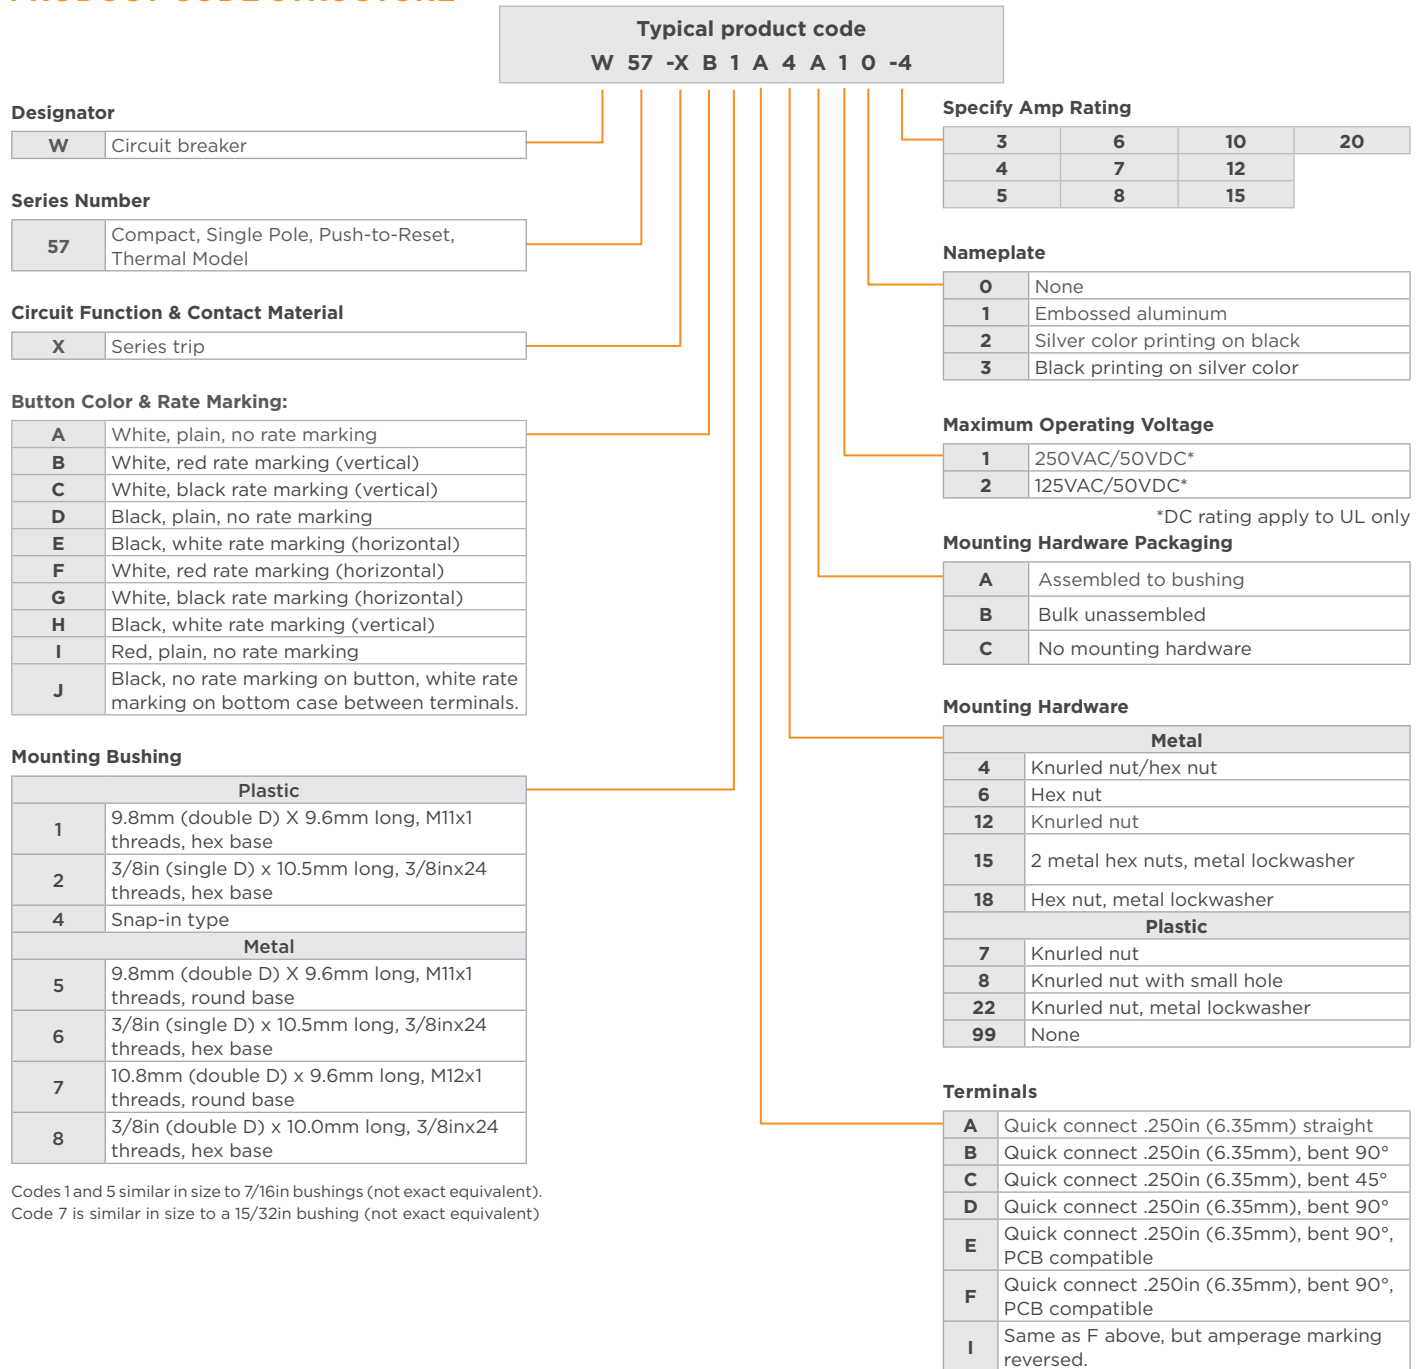 PRODUCT CODE STRUCTURE
Typical product code
W 57 -X B 1 A 4 A 1 0 -4
Designator
W Circuit breaker
Series Number
57 Compact, Single Pole, Push-to-Reset,
Thermal Model
Circuit Function & Contact Material
X Series trip
Button Color & Rate Marking:
A White, plain, no rate marking
B White, red rate marking (vertical)
C White, black rate marking (vertical)
D Black, plain, no rate marking
E Black, white rate marking (horizontal)
F White, red rate marking (horizontal)
G White, black rate marking (horizontal)
H Black, white rate marking (vertical)
I Red, plain, no rate marking
J Black, no rate marking on button, white rate
marking on bottom case between terminals.
Mounting Bushing
Plastic
1 9.8mm (double D) X 9.6mm long, M11x1
threads, hex base
2 3/8in (single D) x 10.5mm long, 3/8inx24
threads, hex base
4 Snap-in type
Metal
5 9.8mm (double D) X 9.6mm long, M11x1
threads, round base
6 3/8in (single D) x 10.5mm long, 3/8inx24
threads, hex base
7 10.8mm (double D) x 9.6mm long, M12x1
threads, round base
8 3/8in (double D) x 10.0mm long, 3/8inx24
threads, hex base
Codes 1 and 5 similar in size to 7/16in bushings (not exact equivalent).
Code 7 is similar in size to a 15/32in bushing (not exact equivalent)
Specify Amp Rating
3 6 10 20
4 7 12
5 8 15
Nameplate
0 None
1 Embossed aluminum
2 Silver color printing on black
3 Black printing on silver color
Maximum Operating Voltage
1 250VAC/50VDC*
2 125VAC/50VDC*
*DC rating apply to UL only
Mounting Hardware Packaging
A Assembled to bushing
B Bulk unassembled
C No mounting hardware
Mounting Hardware
Metal
4 Knurled nut/hex nut
6 Hex nut
12 Knurled nut
15 2 metal hex nuts, metal lockwasher
18 Hex nut, metal lockwasher
Plastic
7 Knurled nut
8 Knurled nut with small hole
22 Knurled nut, metal lockwasher
99 None
Terminals
A Quick connect .250in (6.35mm) straight
B Quick connect .250in (6.35mm), bent 90°
C Quick connect .250in (6.35mm), bent 45°
D Quick connect .250in (6.35mm), bent 90°
E Quick connect .250in (6.35mm), bent 90°,
PCB compatible
F Quick connect .250in (6.35mm), bent 90°,
PCB compatible
I Same as F above, but amperage marking
reversed.